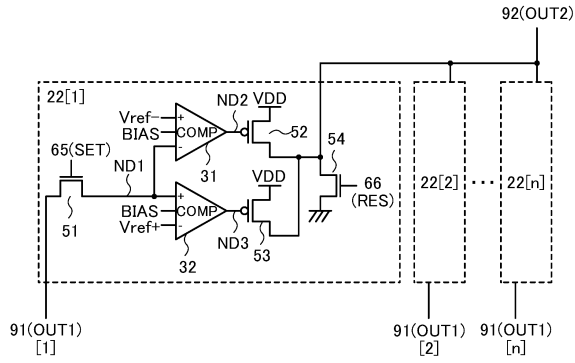 92(OUT2)
22[1]
ND2
VDD
Vref-
+
BIAS
COMP
-
52
54
65(SET)
ND1
31
VDD
66
(RES)
22[2]
...
22[n]
+
BIAS
COMP
Vref+
-
51
32
ND3
53
91(OUT1)
[1]
91(OUT1)
[2]
91(OUT1)
[n]